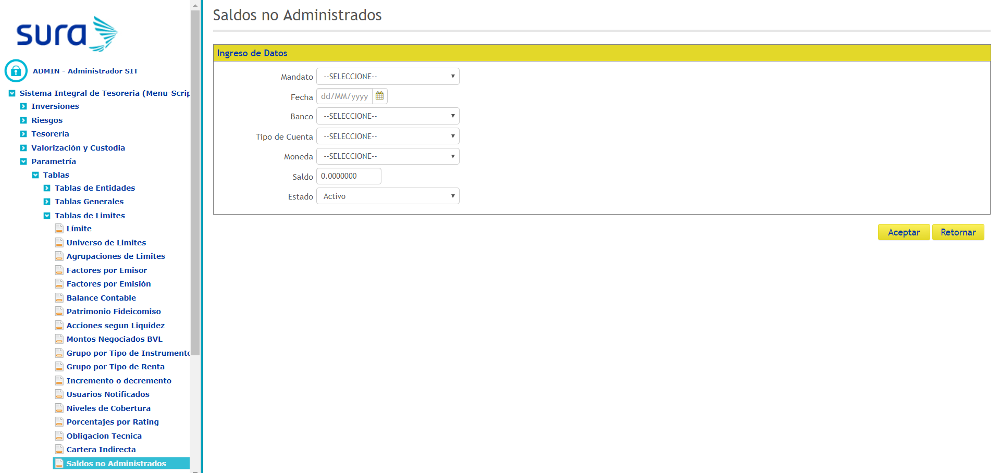 sura
ADMIN - Administrador SIT
Sistema Integral de Tesoreria (Menu-Scrip
Inversiones
Riesgos
Tesorería
Valorización y Custodia
Parametría
Tablas
Tablas de Entidades
Tablas Generales
Tablas de Limites
Límite
Universo de Limites
Agrupaciones de Limites
Factores por Emisor
Factores por Emisión
Balance Contable
Patrimonio Fideicomiso
Acciones segun Liquidez
Montos Negociados BVL
Grupo por Tipo de Instrumento
Grupo por Tipo de Renta
Incremento o decremento
Usuarios Notificados
Niveles de Cobertura
Porcentajes por Rating
Obligacion Tecnica
Cartera Indirecta
Saldos no Administrados
Saldos no Administrados
Ingreso de Datos
Mandato --SELECCIONE--
Fecha dd/MM/yyyy
Banco --SELECCIONE--
Tipo de Cuenta --SELECCIONE--
Moneda --SELECCIONE--
Saldo 0.0000000
Estado Activo
Aceptar Retornar